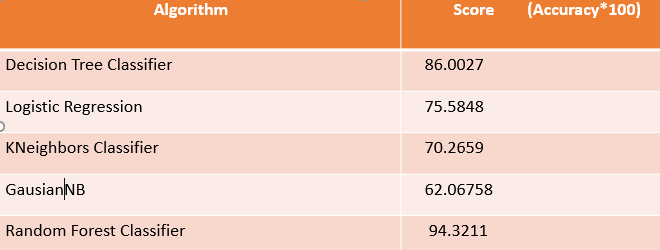 Algorithm Score (Accuracy*100)
Decision Tree Classifier 86.0027
Logistic Regression 75.5848
KNeighbors Classifier 70.2659
GausianNB 62.06758
Random Forest Classifier 94.3211